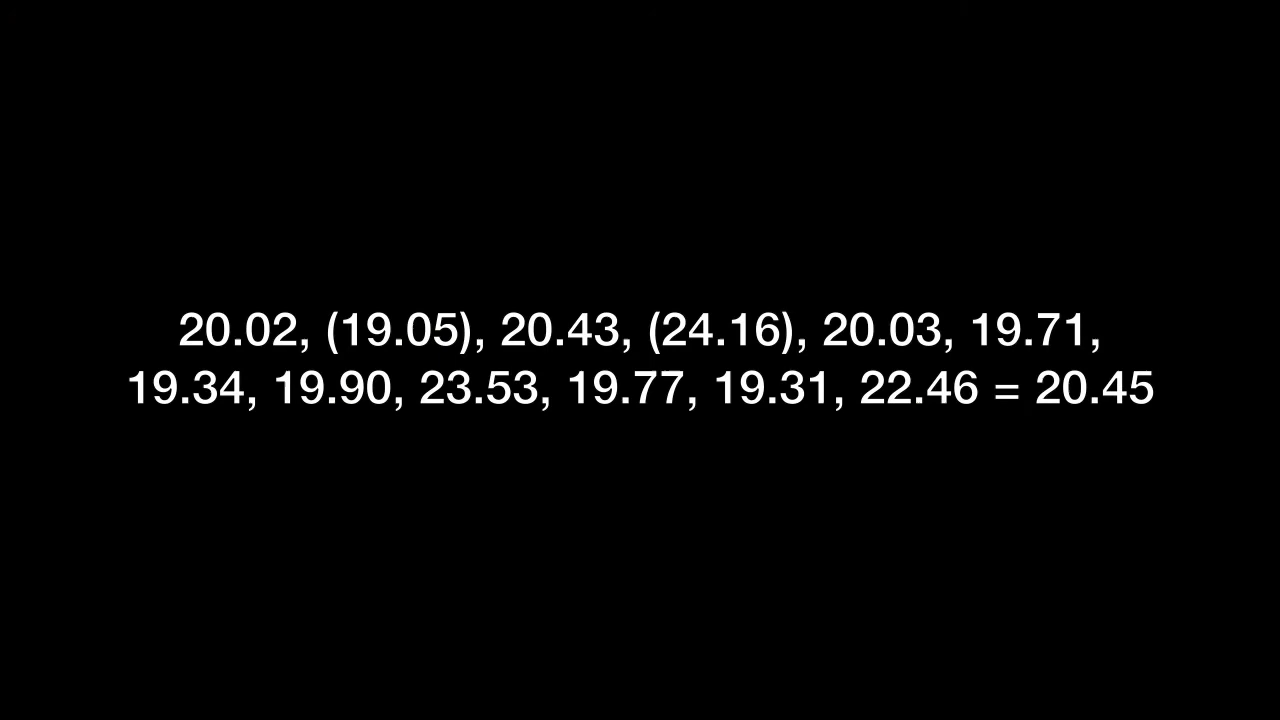 20.02, (19.05), 20.43, (24.16), 20.03, 19.71,
19.34, 19.90, 23.53, 19.77, 19.31, 22.46 = 20.45